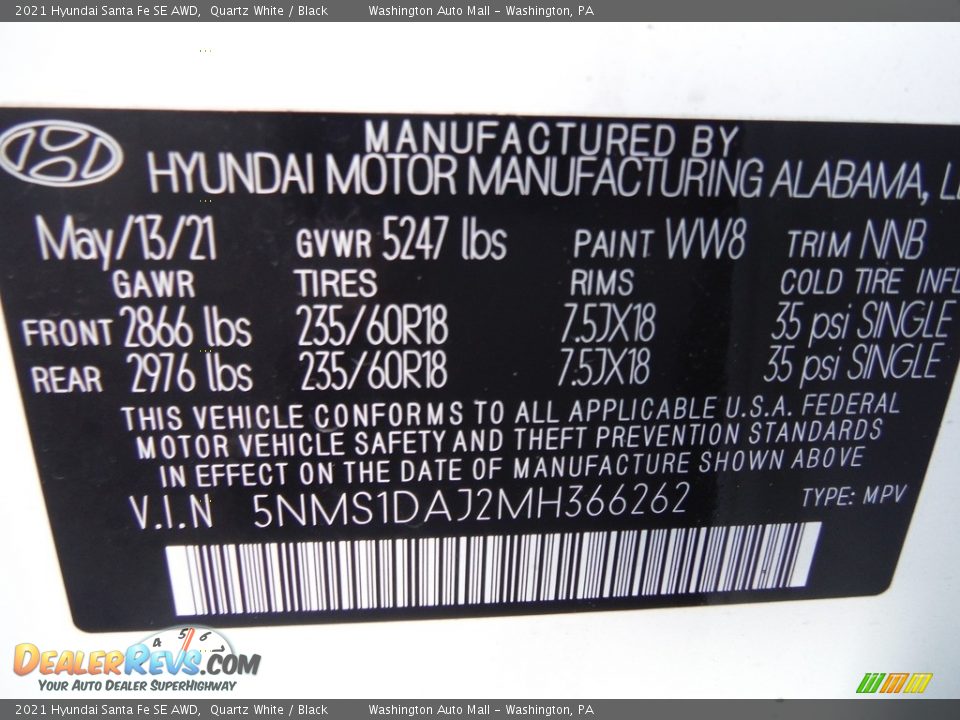 2021 Hyundai Santa Fe SE AWD, Quartz White / Black Washington Auto Mall - Washington, PA
MANUFACTURED BY
HYUNDAI MOTOR MANUFACTURING ALABAMA,
May/13/21 GVWR 5247 lbs PAINT WW8 TRIM NNB
GAWR TIRES RIMS COLD TIRE INFL
FRONT 2866 lbs 235/60R18 7.5JX18 35 psi SINGLE
REAR 2976 lbs 235/60R18 7.5JX18 35 psi SINGLE
THIS VEHICLE CONFORMS TO ALL APPLICABLE U.S.A. FEDERAL
MOTOR VEHICLE SAFETY AND THEFT PREVENTION STANDARDS
IN EFFECT ON THE DATE OF MANUFACTURE SHOWN ABOVE
V.I.N 5NMS1DAJ2MH366262 TYPE: MPV
4 5 6 7
DEALERREVS.COM
YOUR AUTO DEALER SUPERHIGHWAY
2021 Hyundai Santa Fe SE AWD, Quartz White / Black Washington Auto Mall - Washington, PA